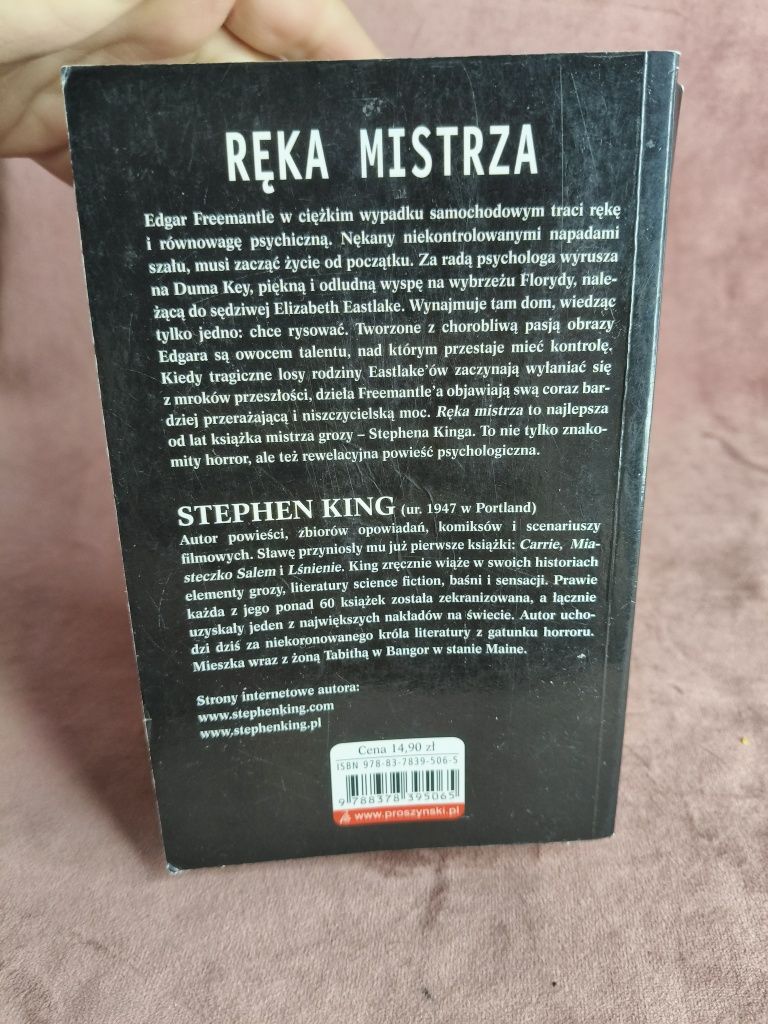 RĘKA MISTRZA
Edgar Freemantle w ciężkim wypadku samochodowym traci rękę
i równowagę psychiczną. Nękany niekontrolowanymi napadami
szału, musi zacząć życie od początku. Za radą psychologa wyrusza
na Duma Key, piękną i odludną wyspę na wybrzeżu Florydy, nale-
żącą do sędziwej Elizabeth Eastlake. Wynajmuje tam dom, wiedząc
tylko jedno: chce rysować. Tworzone z chorobliwą pasją obrazy
Edgara są owocem talentu, nad którym przestaje mieć kontrolę.
Kiedy tragiczne losy rodziny Eastlake'ów zaczynają wyłaniać się
z mroków przeszłości, dzieła Freemantle'a objawiają swą coraz bar-
dziej przerażającą i niszczycielską moc. Ręka mistrza to najlepsza
od lat książka mistrza grozy – Stephena Kinga. To nie tylko znako-
mity horror, ale też rewelacyjna powieść psychologiczna.
STEPHEN KING (ur. 1947 w Portland)
Autor powieści, zbiorów opowiadań, komiksów i scenariuszy
filmowych. Sławę przyniosły mu już pierwsze książki: Carrie, Mia-
steczko Salem i Lśnienie. King zręcznie wiąże w swoich historiach
elementy grozy, literatury science fiction, baśni i sensacji. Prawie
każda z jego ponad 60 książek została zekranizowana, a łącznie
uzyskały jeden z największych nakładów na świecie. Autor ucho-
dzi dziś za niekoronowanego króla literatury z gatunku horroru.
Mieszka wraz z żoną Tabithą w Bangor w stanie Maine.
Strony internetowe autora:
www.stephenking.com
www.stephenking.pl
Cena 14,90 zł
ISBN 978-83-7839-506-5
9 788378 395065
www.proszynski.pl